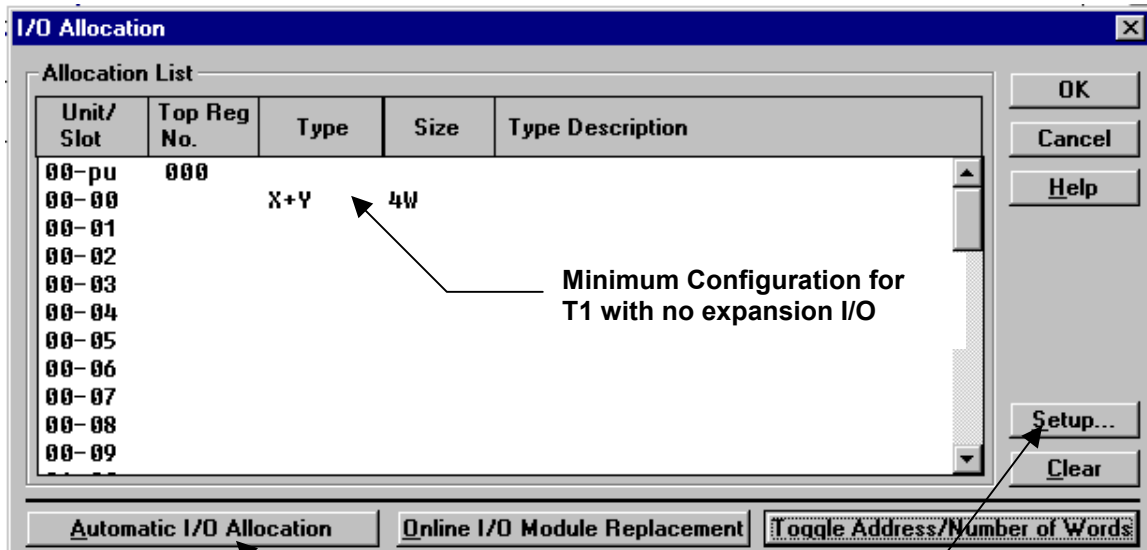 I/O Allocation
Allocation List
Unit/ Slot Top Reg No. Type Size Type Description
00-pu 000
00-00 X+Y 4W
00-01
00-02
00-03
00-04
00-05
00-06
00-07
00-08
00-09
Minimum Configuration for
T1 with no expansion I/O
OK
Cancel
Help
Setup...
Clear
Automatic I/O Allocation Online I/O Module Replacement Toggle Address/Number of Words